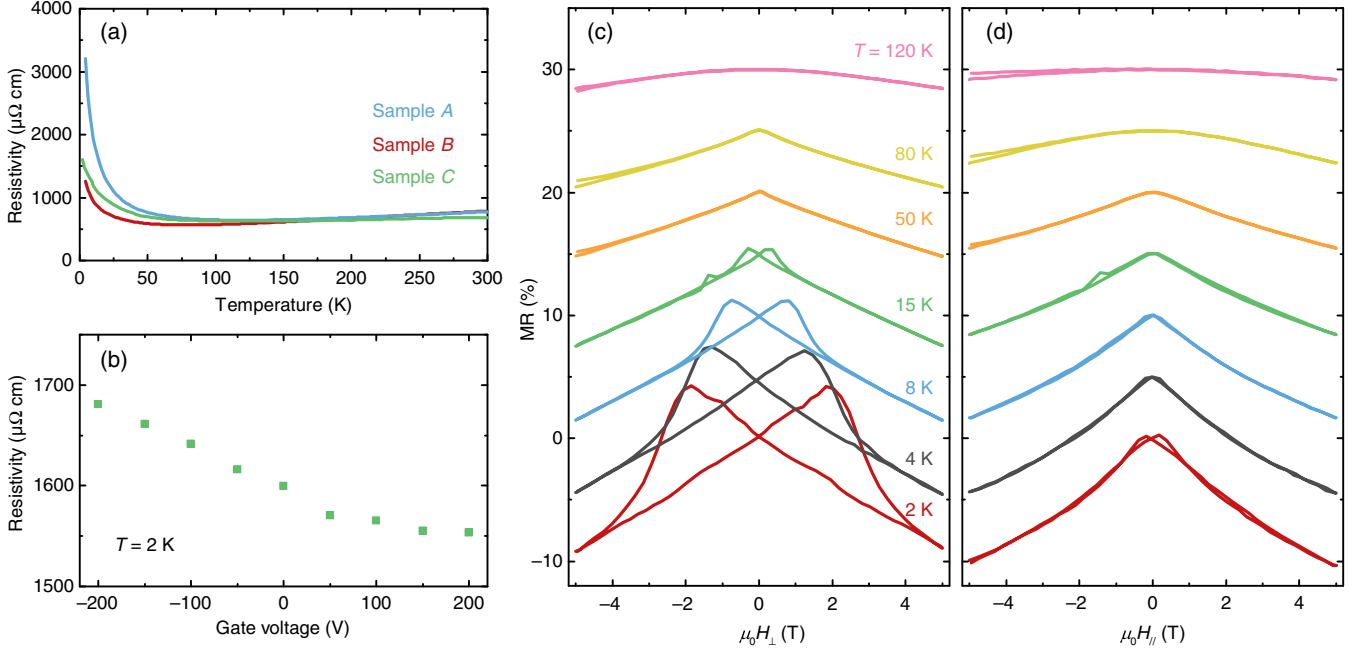 (a)
4000
3000
2000
1000
0
Resistivity (μΩ cm)
Sample A
Sample B
Sample C
0 50 100 150 200 250 300
Temperature (K)
(b)
1700
1600
1500
Resistivity (μΩ cm)
T = 2 K
−200 −100 0 100 200
Gate voltage (V)
(c)
T = 120 K
30
80 K
20
50 K
15 K
10
8 K
0
4 K
2 K
−10
MR (%)
−4 −2 0 2 4
μ₀H⊥ (T)
(d)
−4 −2 0 2 4
μ₀H// (T)